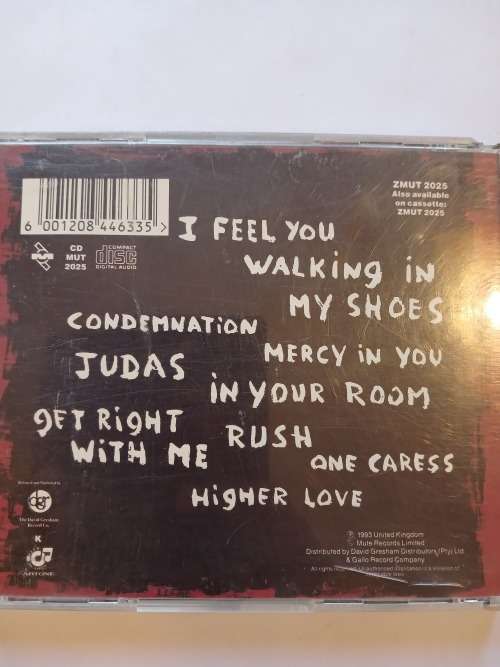 ZMUT 2025
Also available
on cassette:
ZMUT 2025
6 001208 446335 >
CD
MUT
2025
COMPACT
disc
DIGITAL AUDIO
I FEEL YOU
WALKING iN
MY SHOES
CONDEMNATiON
MERCY iN YOU
JUDAS
iN YOUR ROOM
gET RigHT
WiTH ME
RUSH
ONE CARESS
HigHER LOVE
The David Gresham
Record Co.
K
℗ 1993 United Kingdom
© Mute Records Limited
Distributed by David Gresham Distributors (Pty) Ltd
& Gallo Record Company
All rights